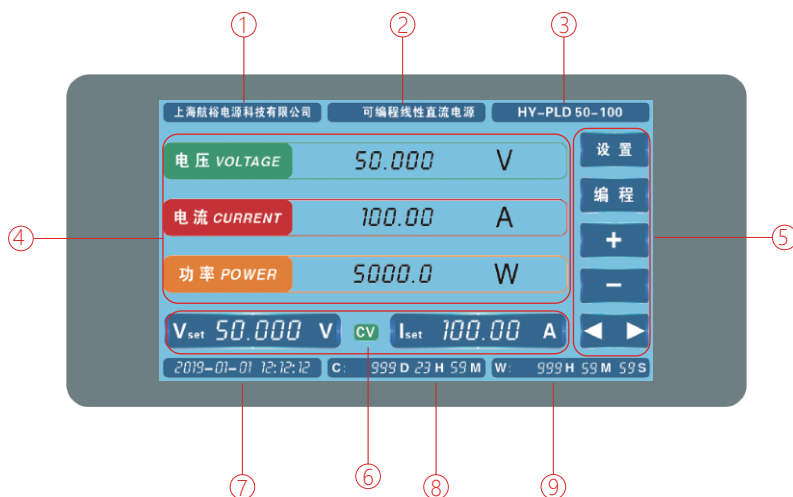 ① ② ③
上海航裕电源科技有限公司 可编程线性直流电源 HY-PLD 50-100
电压 VOLTAGE 50.000 V
设置
编程
电流 CURRENT 100.00 A
+
④ ⑤
功率 POWER 5000.0 W
−
Vset 50.000 V CV Iset 100.00 A
◀ ▶
2019-01-01 12:12:12 C: 999 D 23 H 59 M W: 999 H 59 M 59 S
⑥
⑦ ⑧ ⑨